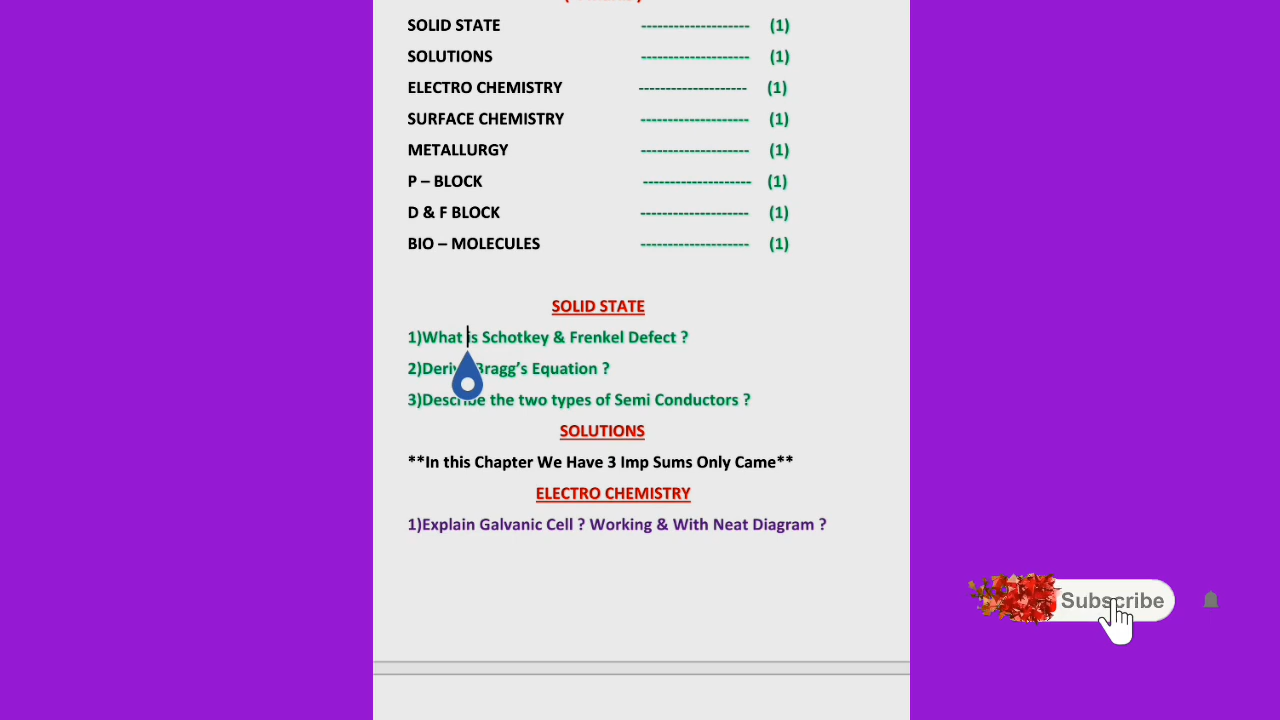 SOLID STATE -------------------- (1)
SOLUTIONS -------------------- (1)
ELECTRO CHEMISTRY -------------------- (1)
SURFACE CHEMISTRY -------------------- (1)
METALLURGY -------------------- (1)
P – BLOCK -------------------- (1)
D & F BLOCK -------------------- (1)
BIO – MOLECULES -------------------- (1)
SOLID STATE
1)What is Schotkey & Frenkel Defect ?
2)Derive Bragg’s Equation ?
3)Describe the two types of Semi Conductors ?
SOLUTIONS
**In this Chapter We Have 3 Imp Sums Only Came**
ELECTRO CHEMISTRY
1)Explain Galvanic Cell ? Working & With Neat Diagram ?
Subscribe